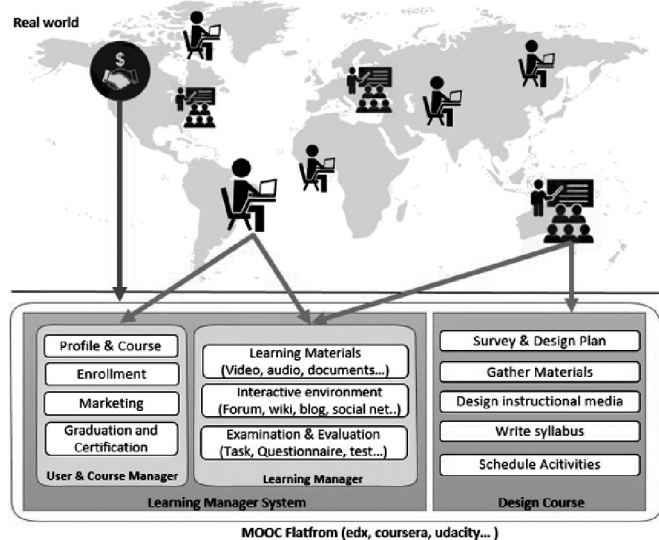 Real world
$
Profile & Course
Enrollment
Marketing
Graduation and
Certification
User & Course Manager
Learning Materials
(Video, audio, documents...)
Interactive environment
(Forum, wiki, blog, social net..)
Examination & Evaluation
(Task, Questionnaire, test...)
Learning Manager
Learning Manager System
Survey & Design Plan
Gather Materials
Design instructional media
Write syllabus
Schedule Acitivities
Design Course
MOOC Flatfrom (edx, coursera, udacity... )